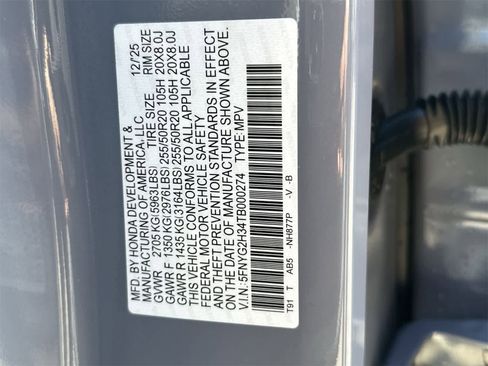 MFD. BY HONDA DEVELOPMENT &
MANUFACTURING OF AMERICA, LLC 12/'25
GVWR 2705 KG(5963LBS) TIRE SIZE RIM SIZE
GAWR F 1350 KG(2976LBS) 255/50R20 105H 20X8.0J
GAWR R 1435 KG(3164LBS) 255/50R20 105H 20X8.0J
THIS VEHICLE CONFORMS TO ALL APPLICABLE
FEDERAL MOTOR VEHICLE SAFETY
AND THEFT PREVENTION STANDARDS IN EFFECT
ON THE DATE OF MANUFACTURE SHOWN ABOVE.
V.I.N.:5FNYG2H34TB000274 TYPE:MPV
T91 T AB5 -NH877P -V -B